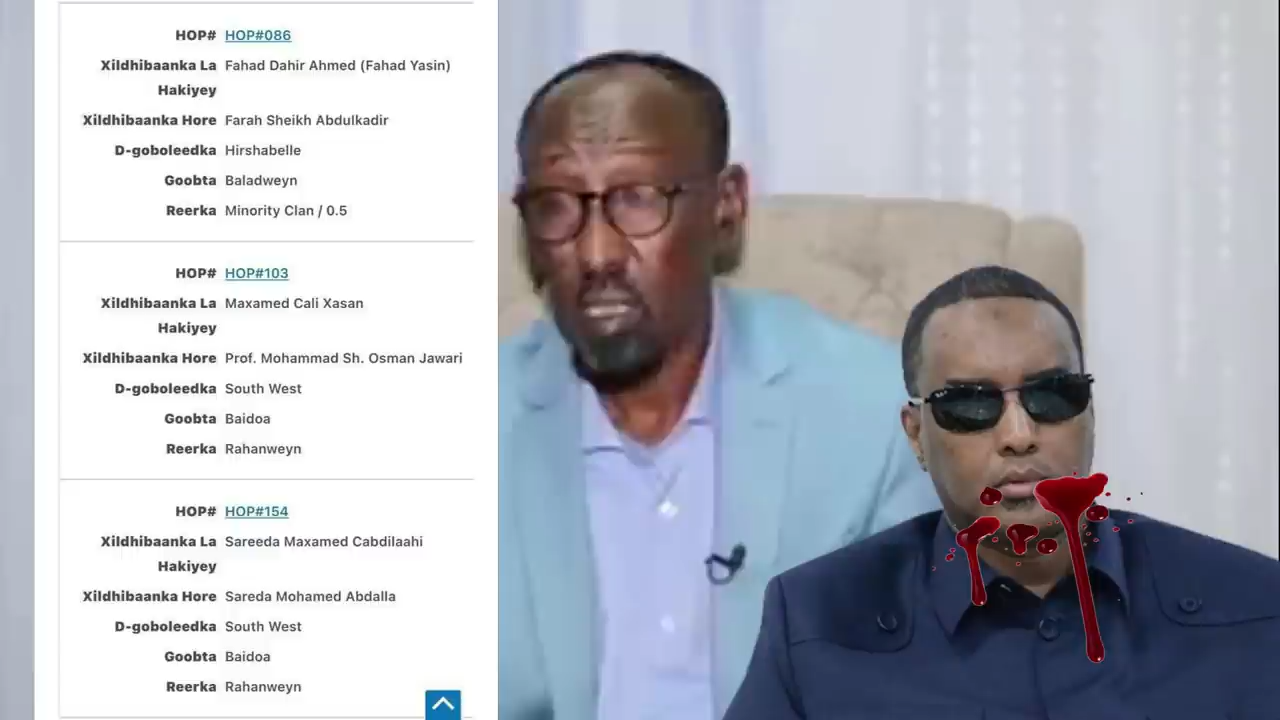 HOP# HOP#086
Xildhibaanka La Hakiyey Fahad Dahir Ahmed (Fahad Yasin)
Xildhibaanka Hore Farah Sheikh Abdulkadir
D-goboleedka Hirshabelle
Goobta Baladweyn
Reerka Minority Clan / 0.5
HOP# HOP#103
Xildhibaanka La Hakiyey Maxamed Cali Xasan
Xildhibaanka Hore Prof. Mohammad Sh. Osman Jawari
D-goboleedka South West
Goobta Baidoa
Reerka Rahanweyn
HOP# HOP#154
Xildhibaanka La Hakiyey Sareeda Maxamed Cabdilaahi
Xildhibaanka Hore Sareda Mohamed Abdalla
D-goboleedka South West
Goobta Baidoa
Reerka Rahanweyn